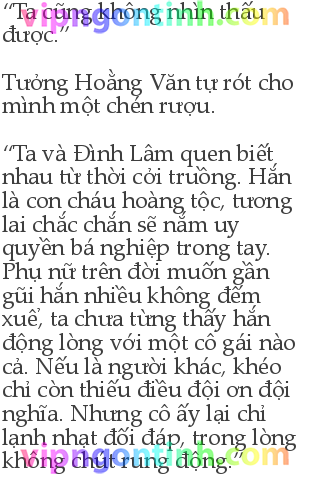 “Ta cũng không nhìn thấu
vipngontinh.com
được.”
Tưởng Hoằng Văn tự rót cho
mình một chén rượu.
“Ta và Đình Lâm quen biết
nhau từ thời cởi truồng. Hắn
là con cháu hoàng tộc, tương
lai chắc chắn sẽ nắm uy
quyền bá nghiệp trong tay.
Phụ nữ trên đời muốn gần
gũi hắn nhiều không đếm
xuể, ta chưa từng thấy hắn
động lòng với một cô gái nào
cả. Nếu là người khác, khéo
chỉ còn thiếu điều đội ơn đội
nghĩa. Nhưng cô ấy lại chỉ
lạnh nhạt đối đáp, trong lòng
không chút rung động.”
vipngontinh.com